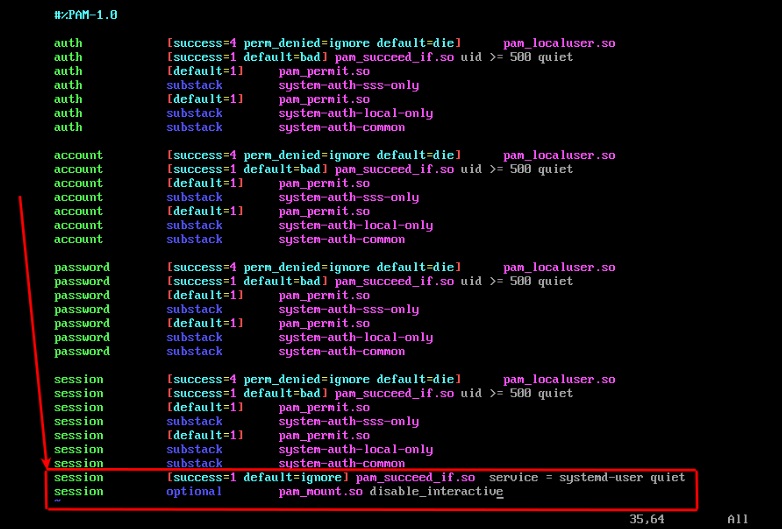 #%PAM-1.0
auth [success=4 perm_denied=ignore default=die] pam_localuser.so
auth [success=1 default=bad] pam_succeed_if.so uid >= 500 quiet
auth [default=1] pam_permit.so
auth substack system-auth-sss-only
auth [default=1] pam_permit.so
auth substack system-auth-local-only
auth substack system-auth-common
account [success=4 perm_denied=ignore default=die] pam_localuser.so
account [success=1 default=bad] pam_succeed_if.so uid >= 500 quiet
account [default=1] pam_permit.so
account substack system-auth-sss-only
account [default=1] pam_permit.so
account substack system-auth-local-only
account substack system-auth-common
password [success=4 perm_denied=ignore default=die] pam_localuser.so
password [success=1 default=bad] pam_succeed_if.so uid >= 500 quiet
password [default=1] pam_permit.so
password substack system-auth-sss-only
password [default=1] pam_permit.so
password substack system-auth-local-only
password substack system-auth-common
session [success=4 perm_denied=ignore default=die] pam_localuser.so
session [success=1 default=bad] pam_succeed_if.so uid >= 500 quiet
session [default=1] pam_permit.so
session substack system-auth-sss-only
session [default=1] pam_permit.so
session substack system-auth-local-only
session substack system-auth-common
session [success=1 default=ignore] pam_succeed_if.so service = systemd-user quiet
session optional pam_mount.so disable_interactive
~
35,64 All